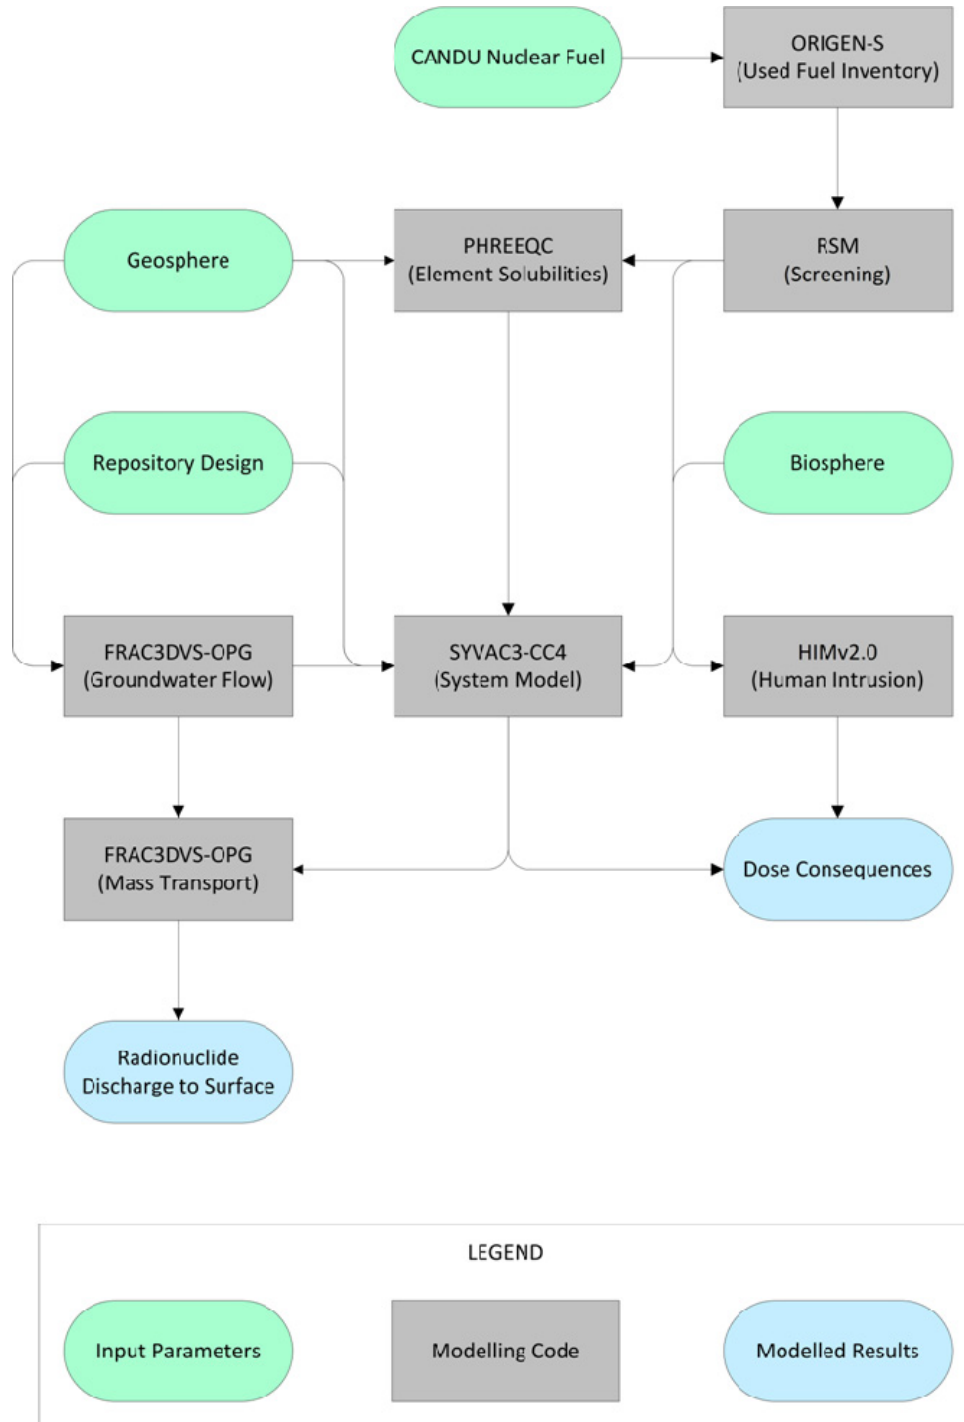 CANDU Nuclear Fuel
ORIGEN-S
(Used Fuel Inventory)
Geosphere
PHREEQC
(Element Solubilities)
RSM
(Screening)
Repository Design
Biosphere
FRAC3DVS-OPG
(Groundwater Flow)
SYVAC3-CC4
(System Model)
HIMv2.0
(Human Intrusion)
FRAC3DVS-OPG
(Mass Transport)
Dose Consequences
Radionuclide
Discharge to Surface
LEGEND
Input Parameters
Modelling Code
Modelled Results